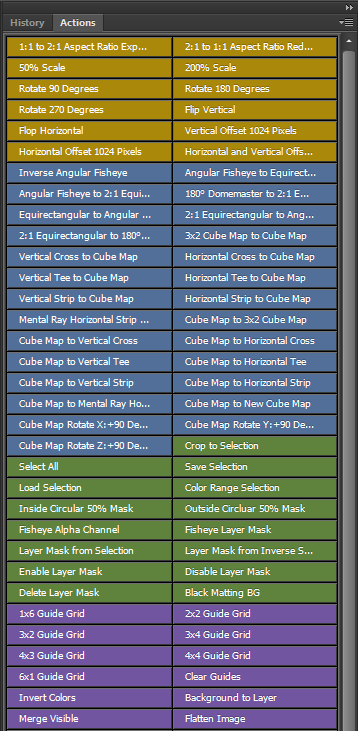 History Actions
1:1 to 2:1 Aspect Ratio Exp... 2:1 to 1:1 Aspect Ratio Red...
50% Scale 200% Scale
Rotate 90 Degrees Rotate 180 Degrees
Rotate 270 Degrees Flip Vertical
Flop Horizontal Vertical Offset 1024 Pixels
Horizontal Offset 1024 Pixels Horizontal and Vertical Offs...
Inverse Angular Fisheye Angular Fisheye to Equirect...
Angular Fisheye to 2:1 Equi... 180º Domemaster to 2:1 E...
Equirectangular to Angular ... 2:1 Equirectangular to Ang...
2:1 Equirectangular to 180º... 3x2 Cube Map to Cube Map
Vertical Cross to Cube Map Horizontal Cross to Cube Map
Vertical Tee to Cube Map Horizontal Tee to Cube Map
Vertical Strip to Cube Map Horizontal Strip to Cube Map
Mental Ray Horizontal Strip ... Cube Map to 3x2 Cube Map
Cube Map to Vertical Cross Cube Map to Horizontal Cross
Cube Map to Vertical Tee Cube Map to Horizontal Tee
Cube Map to Vertical Strip Cube Map to Horizontal Strip
Cube Map to Mental Ray Ho... Cube Map to New Cube Map
Cube Map Rotate X:+90 De... Cube Map Rotate Y:+90 De...
Cube Map Rotate Z:+90 De... Crop to Selection
Select All Save Selection
Load Selection Color Range Selection
Inside Circular 50% Mask Outside Circluar 50% Mask
Fisheye Alpha Channel Fisheye Layer Mask
Layer Mask from Selection Layer Mask from Inverse S...
Enable Layer Mask Disable Layer Mask
Delete Layer Mask Black Matting BG
1x6 Guide Grid 2x2 Guide Grid
3x2 Guide Grid 3x4 Guide Grid
4x3 Guide Grid 4x4 Guide Grid
6x1 Guide Grid Clear Guides
Invert Colors Background to Layer
Merge Visible Flatten Image